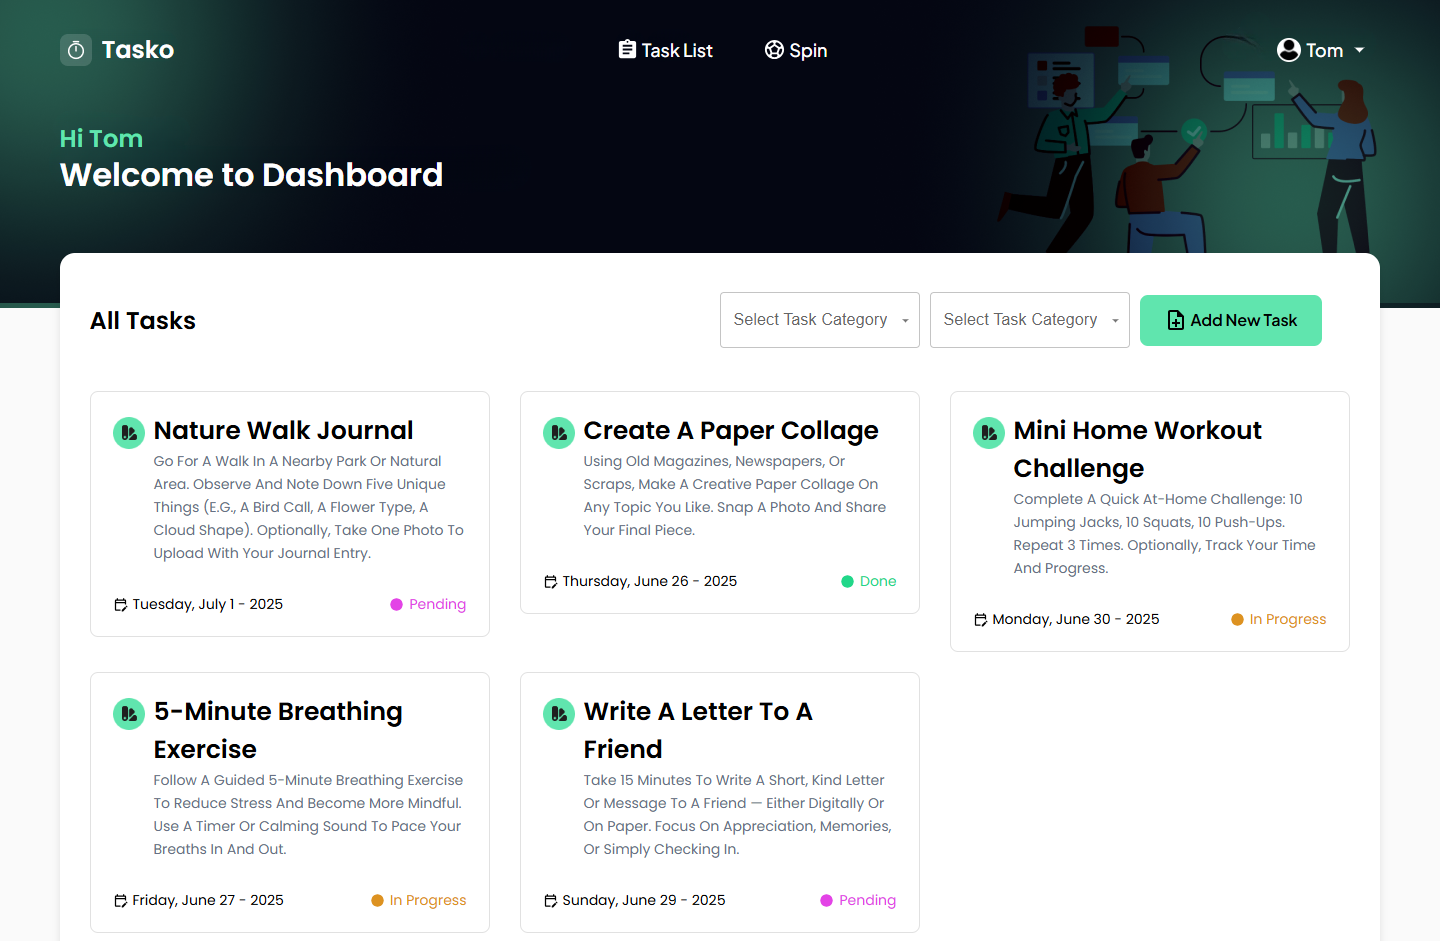 Tasko
Task List
Spin
Tom
Hi Tom
Welcome to Dashboard
All Tasks
Select Task Category
Select Task Category
Add New Task
Nature Walk Journal
Go For A Walk In A Nearby Park Or Natural
Area. Observe And Note Down Five Unique
Things (E.G., A Bird Call, A Flower Type, A
Cloud Shape). Optionally, Take One Photo To
Upload With Your Journal Entry.
Tuesday, July 1 - 2025
Pending
Create A Paper Collage
Using Old Magazines, Newspapers, Or
Scraps, Make A Creative Paper Collage On
Any Topic You Like. Snap A Photo And Share
Your Final Piece.
Thursday, June 26 - 2025
Done
Mini Home Workout
Challenge
Complete A Quick At-Home Challenge: 10
Jumping Jacks, 10 Squats, 10 Push-Ups.
Repeat 3 Times. Optionally, Track Your Time
And Progress.
Monday, June 30 - 2025
In Progress
5-Minute Breathing
Exercise
Follow A Guided 5-Minute Breathing Exercise
To Reduce Stress And Become More Mindful.
Use A Timer Or Calming Sound To Pace Your
Breaths In And Out.
Friday, June 27 - 2025
In Progress
Write A Letter To A
Friend
Take 15 Minutes To Write A Short, Kind Letter
Or Message To A Friend — Either Digitally Or
On Paper. Focus On Appreciation, Memories,
Or Simply Checking In.
Sunday, June 29 - 2025
Pending